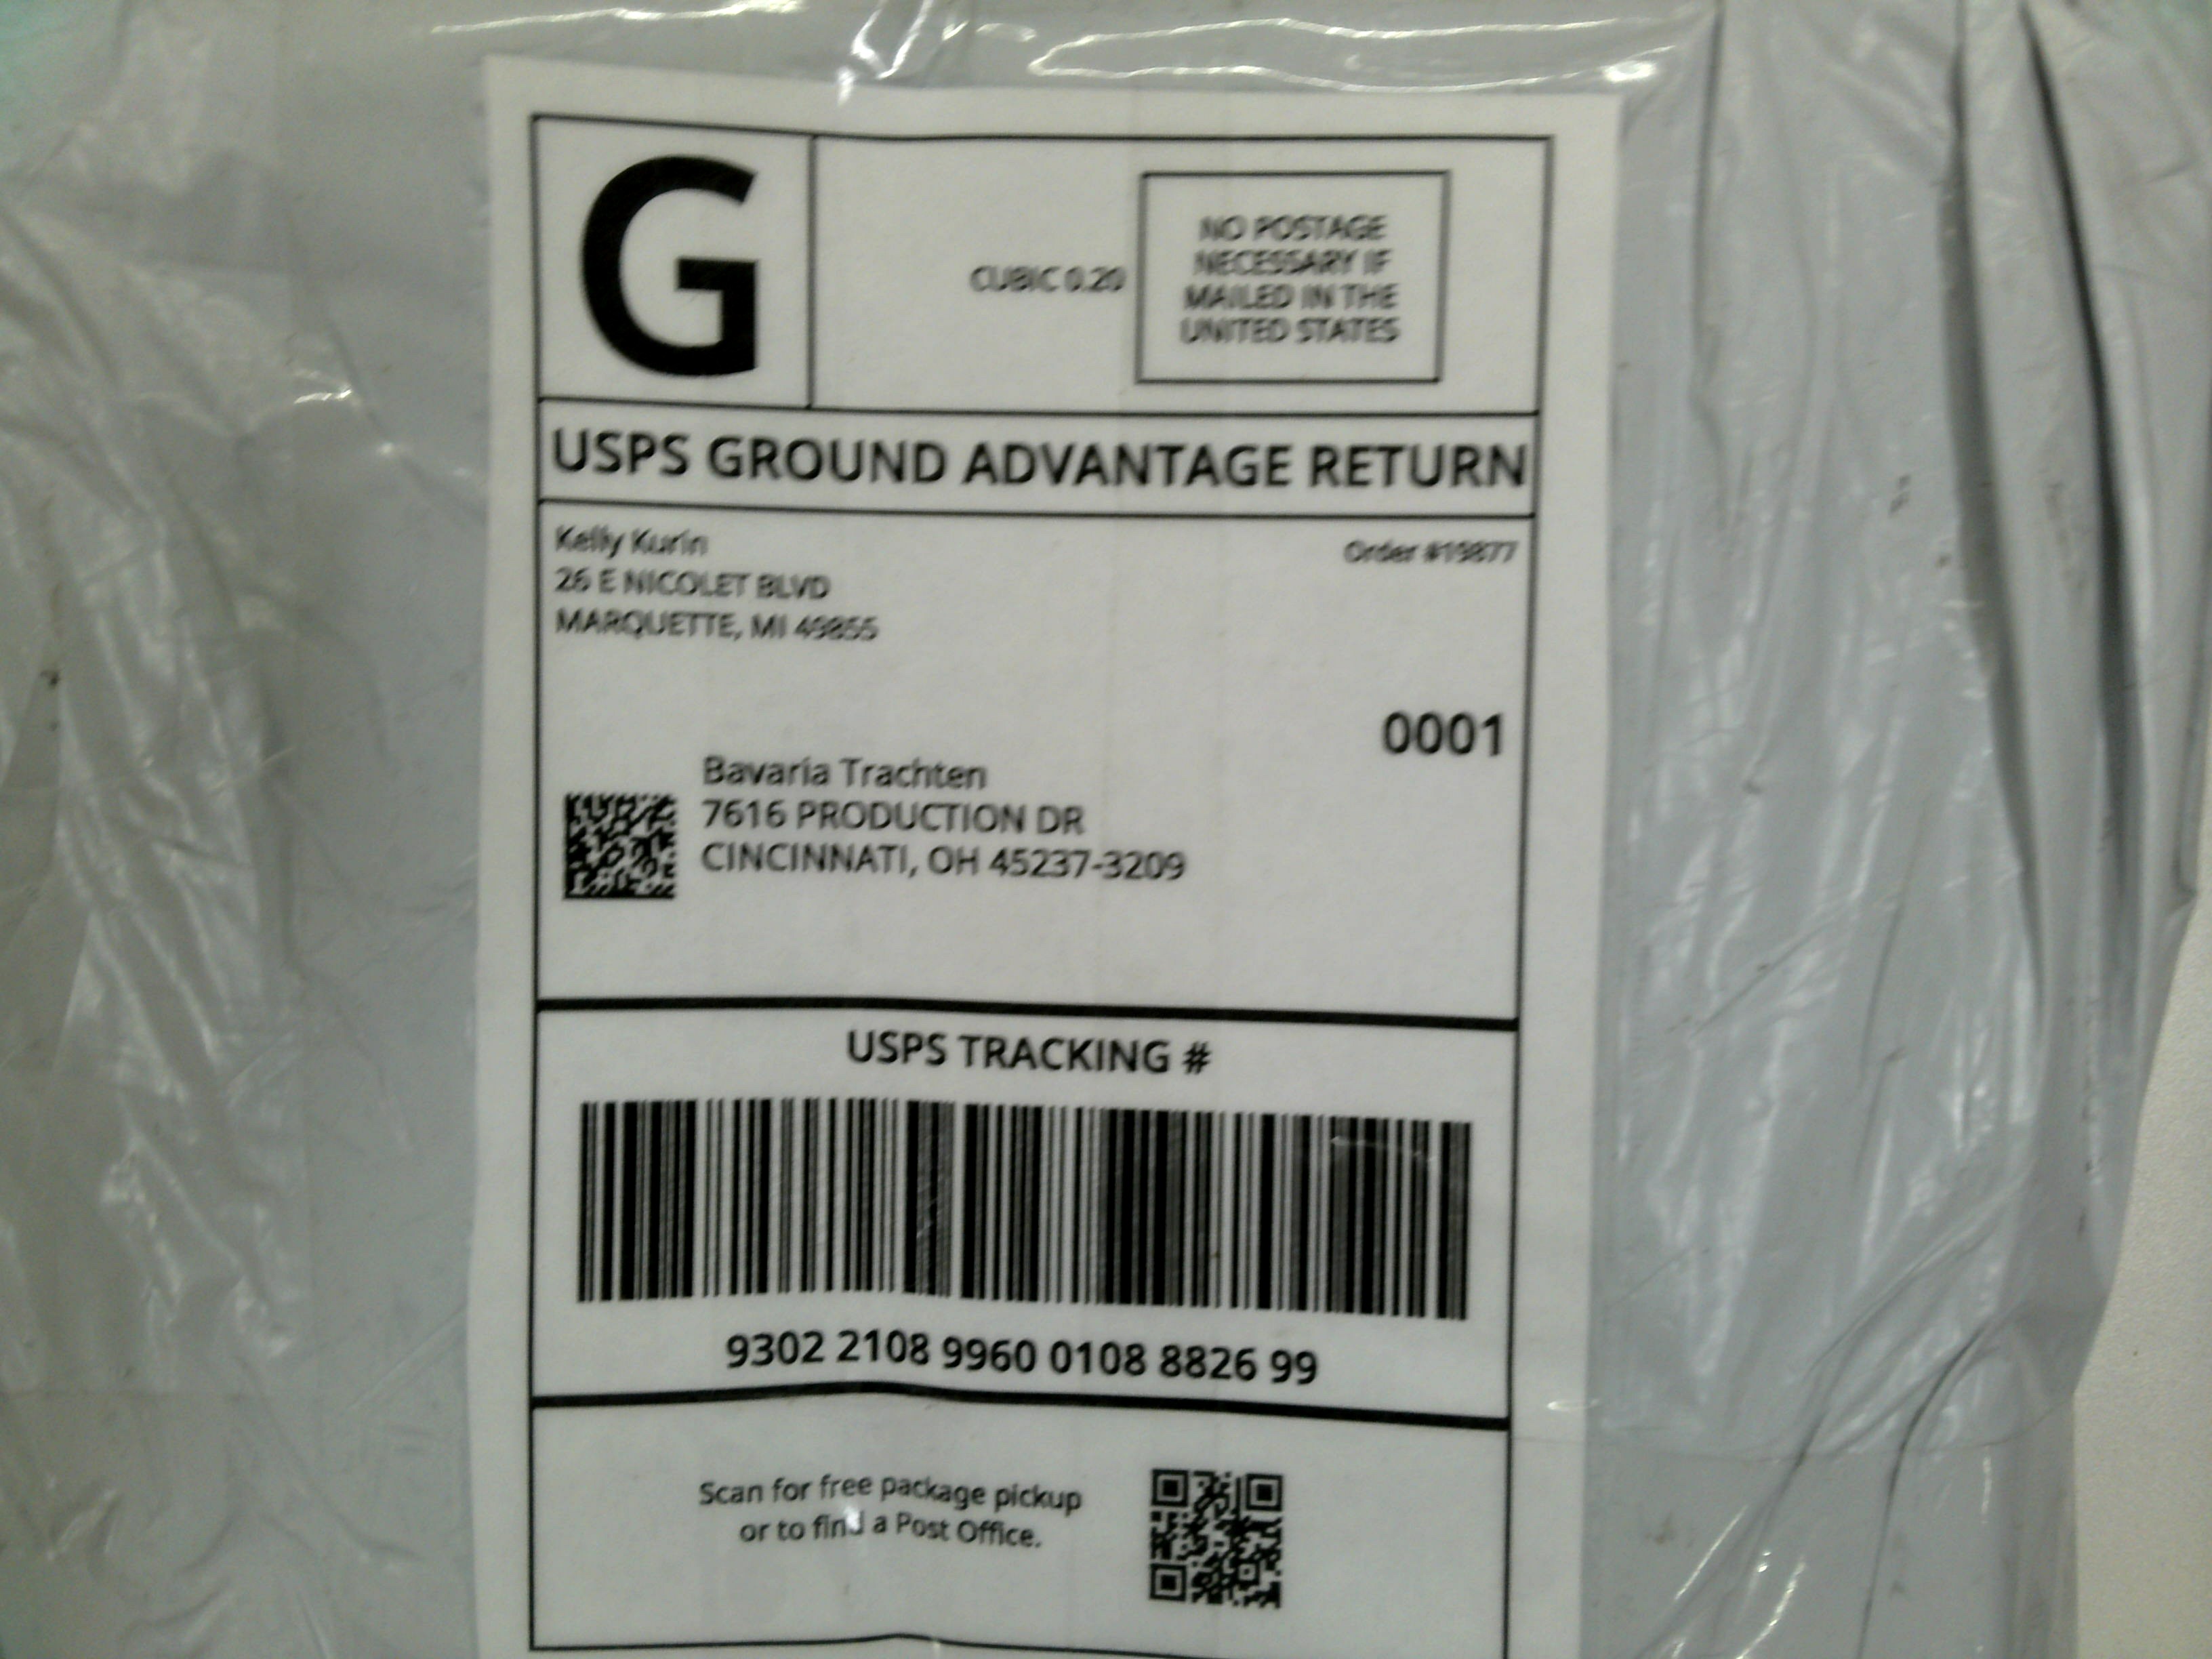 G
CUBIC 0.20
NO POSTAGE
NECESSARY IF
MAILED IN THE
UNITED STATES
USPS GROUND ADVANTAGE RETURN
Kelly Kurin
26 E NICOLET BLVD
MARQUETTE, MI 49855
Order #19877
0001
Bavaria Trachten
7616 PRODUCTION DR
CINCINNATI, OH 45237-3209
USPS TRACKING #
9302 2108 9960 0108 8826 99
Scan for free package pickup
or to find a Post Office.